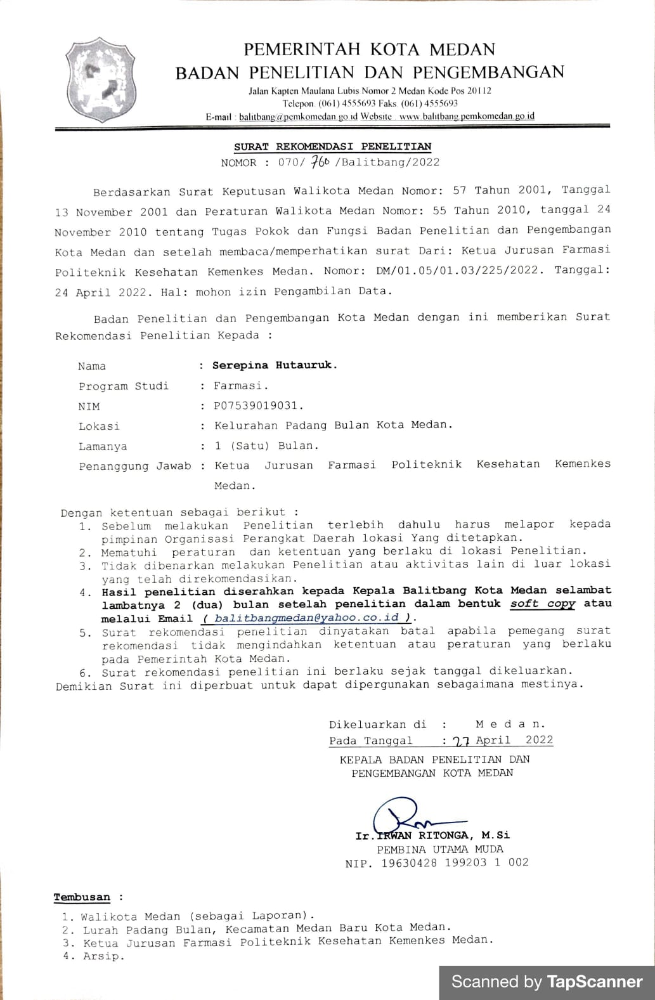 PEMERINTAH KOTA MEDAN
BADAN PENELITIAN DAN PENGEMBANGAN
Jalan Kapten Maulana Lubis Nomor 2 Medan Kode Pos 20112
Telepon. (061) 4555693 Faks. (061) 4555693
E-mail : balitbang@pemkomedan.go.id Website . www.balitbang.pemkomedan.go.id
SURAT REKOMENDASI PENELITIAN
NOMOR : 070/ 760 /Balitbang/2022
Berdasarkan Surat Keputusan Walikota Medan Nomor: 57 Tahun 2001, Tanggal
13 November 2001 dan Peraturan Walikota Medan Nomor: 55 Tahun 2010, tanggal 24
November 2010 tentang Tugas Pokok dan Fungsi Badan Penelitian dan Pengembangan
Kota Medan dan setelah membaca/memperhatikan surat Dari: Ketua Jurusan Farmasi
Politeknik Kesehatan Kemenkes Medan. Nomor: DM/01.05/01.03/225/2022. Tanggal:
24 April 2022. Hal: mohon izin Pengambilan Data.
Badan Penelitian dan Pengembangan Kota Medan dengan ini memberikan Surat
Rekomendasi Penelitian Kepada :
Nama : Serepina Hutauruk.
Program Studi : Farmasi.
NIM : P07539019031.
Lokasi : Kelurahan Padang Bulan Kota Medan.
Lamanya : 1 (Satu) Bulan.
Penanggung Jawab : Ketua Jurusan Farmasi Politeknik Kesehatan Kemenkes
Medan.
Dengan ketentuan sebagai berikut :
1. Sebelum melakukan Penelitian terlebih dahulu harus melapor kepada
pimpinan Organisasi Perangkat Daerah lokasi Yang ditetapkan.
2. Mematuhi peraturan dan ketentuan yang berlaku di lokasi Penelitian.
3. Tidak dibenarkan melakukan Penelitian atau aktivitas lain di luar lokasi
yang telah direkomendasikan.
4. Hasil penelitian diserahkan kepada Kepala Balitbang Kota Medan selambat
lambatnya 2 (dua) bulan setelah penelitian dalam bentuk soft copy atau
melalui Email ( balitbangmedan@yahoo.co.id ).
5. Surat rekomendasi penelitian dinyatakan batal apabila pemegang surat
rekomendasi tidak mengindahkan ketentuan atau peraturan yang berlaku
pada Pemerintah Kota Medan.
6. Surat rekomendasi penelitian ini berlaku sejak tanggal dikeluarkan.
Demikian Surat ini diperbuat untuk dapat dipergunakan sebagaimana mestinya.
Dikeluarkan di : M e d a n.
Pada Tanggal : 27 April 2022
KEPALA BADAN PENELITIAN DAN
PENGEMBANGAN KOTA MEDAN
Ir.IRWAN RITONGA, M.Si
PEMBINA UTAMA MUDA
NIP. 19630428 199203 1 002
Tembusan :
1. Walikota Medan (sebagai Laporan).
2. Lurah Padang Bulan, Kecamatan Medan Baru Kota Medan.
3. Ketua Jurusan Farmasi Politeknik Kesehatan Kemenkes Medan.
4. Arsip.
Scanned by TapScanner